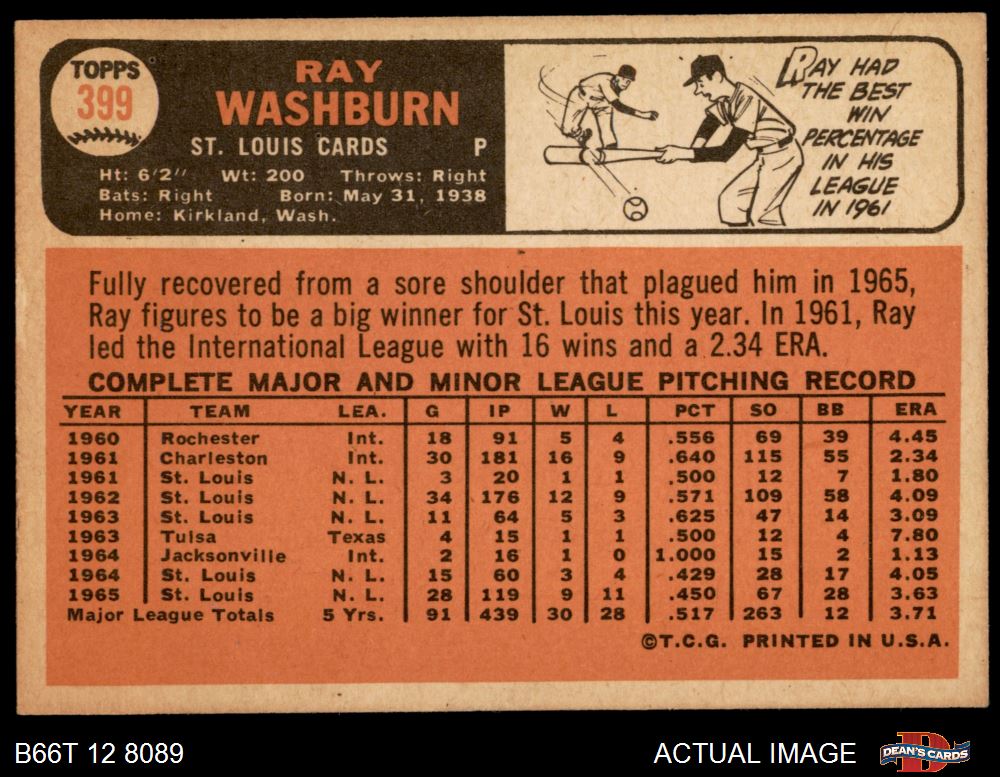 TOPPS
399
RAY
WASHBURN
ST. LOUIS CARDS P
Ht: 6'2" Wt: 200 Throws: Right
Bats: Right Born: May 31, 1938
Home: Kirkland, Wash.
RAY HAD
THE BEST
WIN
PERCENTAGE
IN HIS
LEAGUE
IN 1961
Fully recovered from a sore shoulder that plagued him in 1965,
Ray figures to be a big winner for St. Louis this year. In 1961, Ray
led the International League with 16 wins and a 2.34 ERA.
COMPLETE MAJOR AND MINOR LEAGUE PITCHING RECORD
YEAR TEAM LEA. G IP W L PCT SO BB ERA
1960 Rochester Int. 18 91 5 4 .556 69 39 4.45
1961 Charleston Int. 30 181 16 9 .640 115 55 2.34
1961 St. Louis N. L. 3 20 1 1 .500 12 7 1.80
1962 St. Louis N. L. 34 176 12 9 .571 109 58 4.09
1963 St. Louis N. L. 11 64 5 3 .625 47 14 3.09
1963 Tulsa Texas 4 15 1 1 .500 12 4 7.80
1964 Jacksonville Int. 2 16 1 0 1.000 15 2 1.13
1964 St. Louis N. L. 15 60 3 4 .429 28 17 4.05
1965 St. Louis N. L. 28 119 9 11 .450 67 28 3.63
Major League Totals 5 Yrs. 91 439 30 28 .517 263 12 3.71
©T.C.G. PRINTED IN U.S.A.
B66T 12 8089 ACTUAL IMAGE DEAN'S CARDS